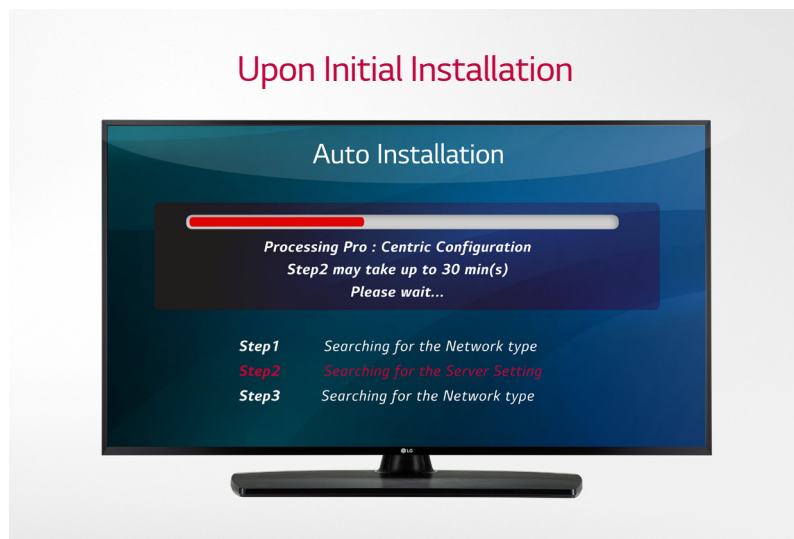 Upon Initial Installation
Auto Installation
Processing Pro : Centric Configuration
Step2 may take up to 30 min(s)
Please wait...
Step1 Searching for the Network type
Step2 Searching for the Server Setting
Step3 Searching for the Network type
LG